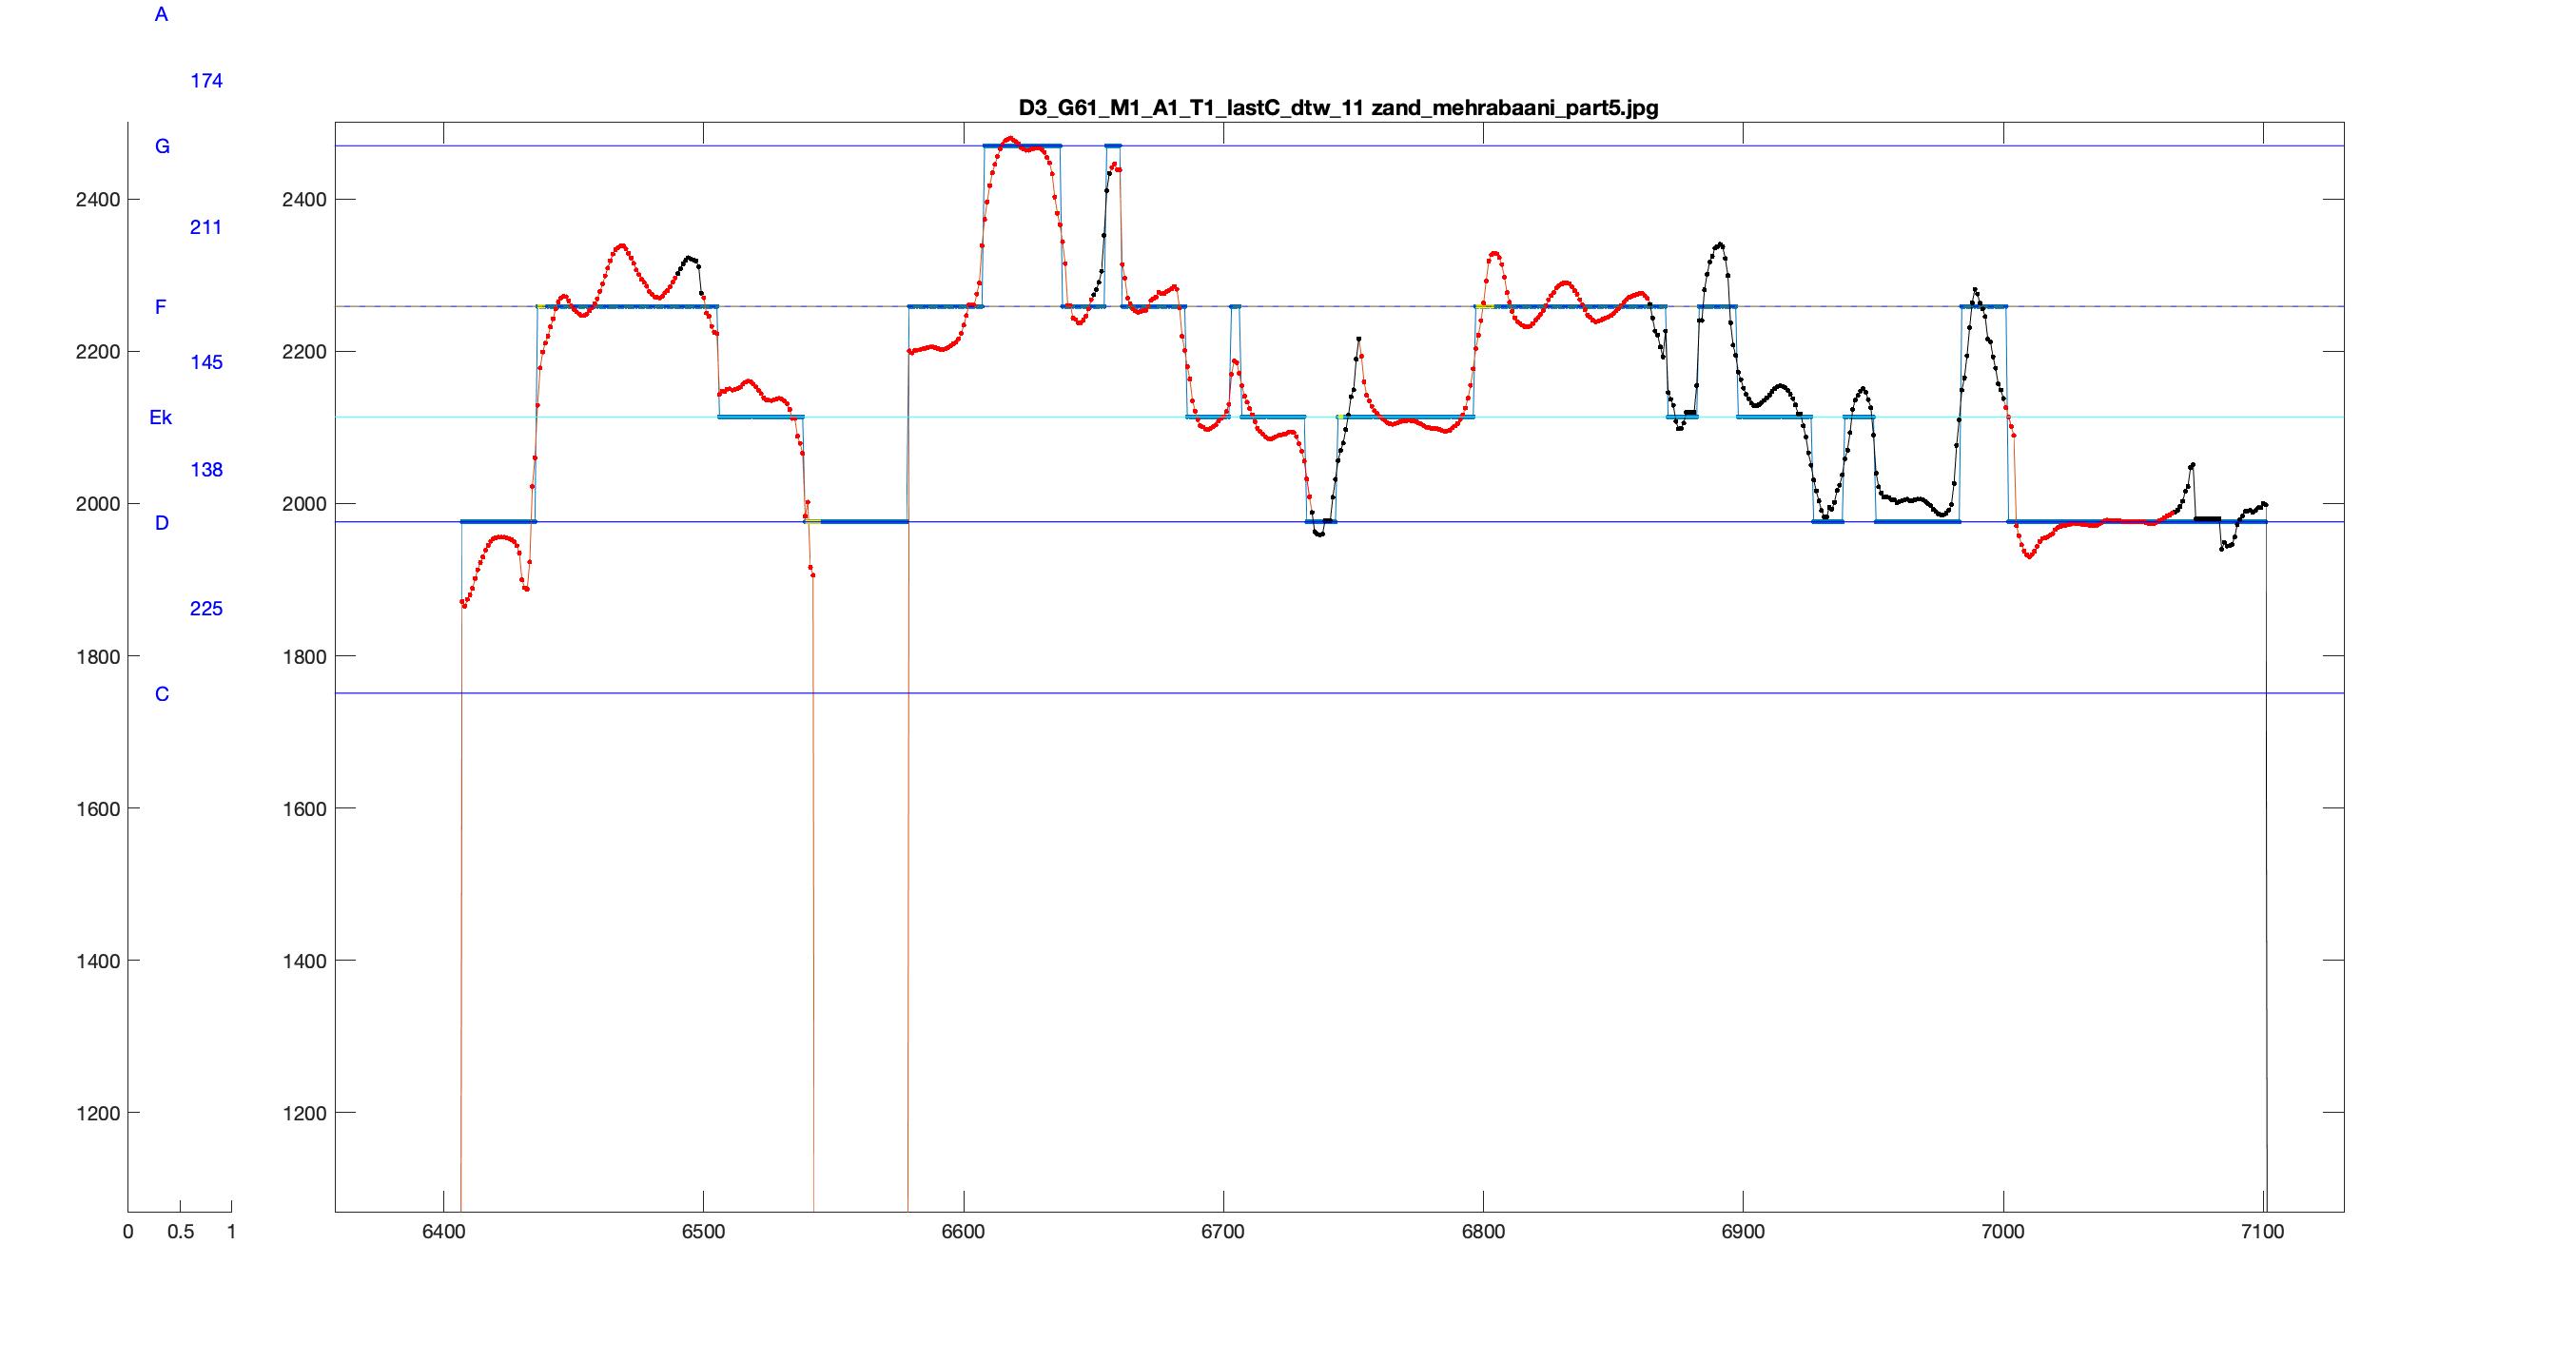 A
174
D3_G61_M1_A1_T1_lastC_dtw_11 zand_mehrabaani_part5.jpg
G
2400 2400
211
F
2200 2200
145
Ek
138
2000 2000
D
225
1800 1800
C
1600 1600
1400 1400
1200 1200
0 0.5 1 6400 6500 6600 6700 6800 6900 7000 7100